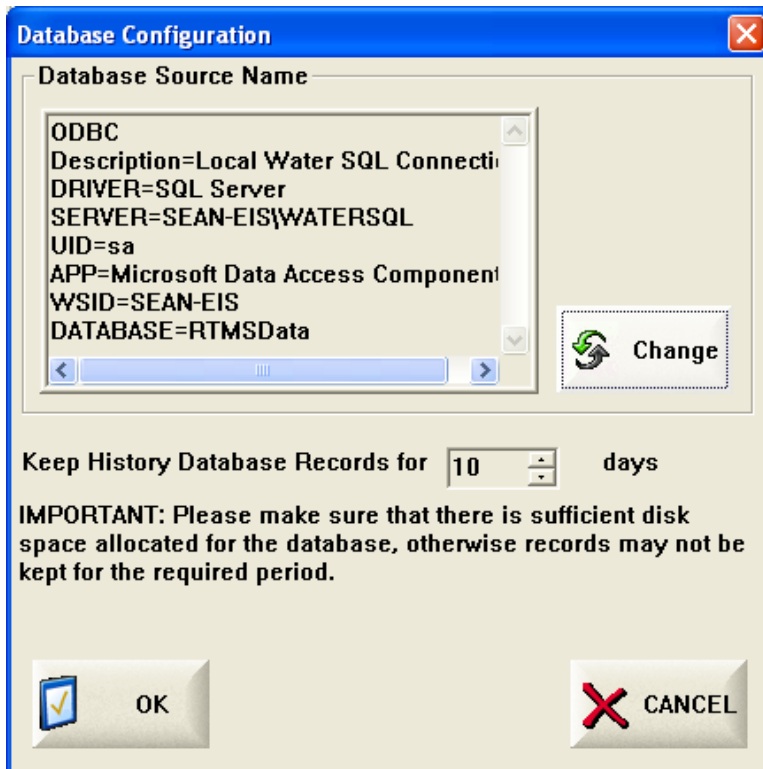 Database Configuration
Database Source Name
ODBC
Description=Local Water SQL Connecti
DRIVER=SQL Server
SERVER=SEAN-EIS\WATERSQL
UID=sa
APP=Microsoft Data Access Component
WSID=SEAN-EIS
DATABASE=RTMSData
Change
Keep History Database Records for 10 days
IMPORTANT: Please make sure that there is sufficient disk
space allocated for the database, otherwise records may not be
kept for the required period.
OK
CANCEL